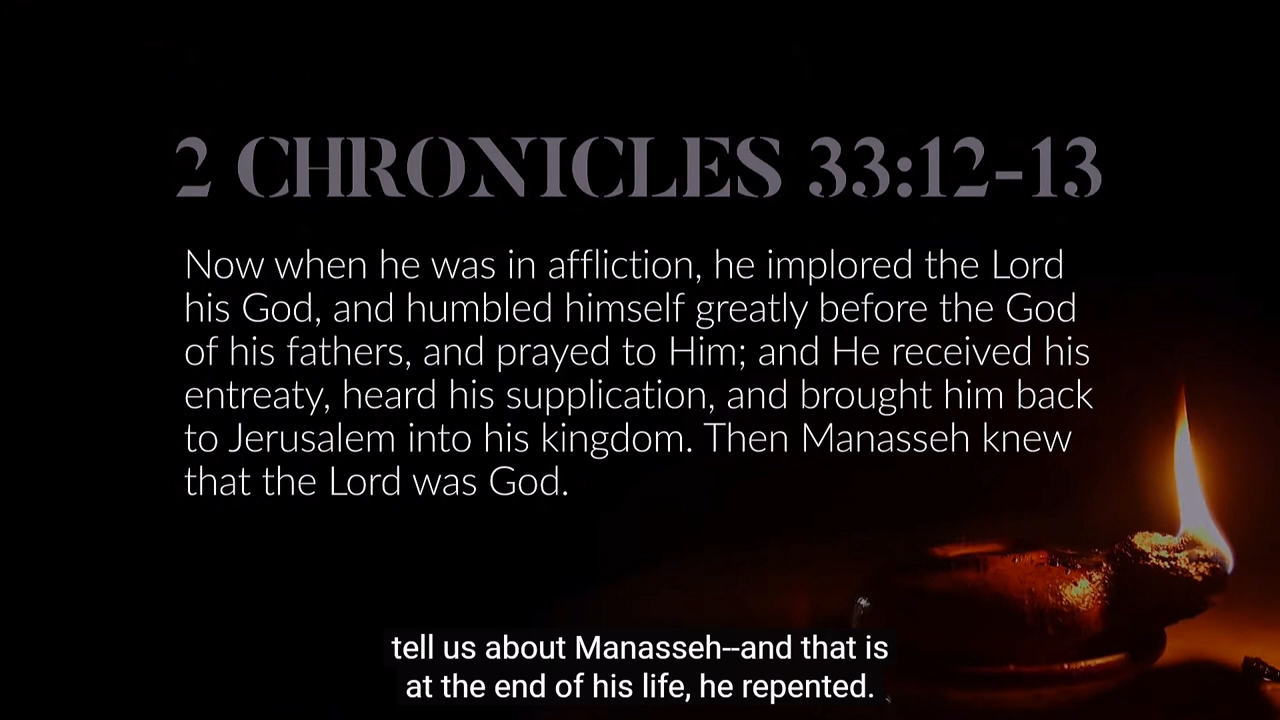 2 CHRONICLES 33:12-13
Now when he was in affliction, he implored the Lord
his God, and humbled himself greatly before the God
of his fathers, and prayed to Him; and He received his
entreaty, heard his supplication, and brought him back
to Jerusalem into his kingdom. Then Manasseh knew
that the Lord was God.
tell us about Manasseh--and that is
at the end of his life, he repented.